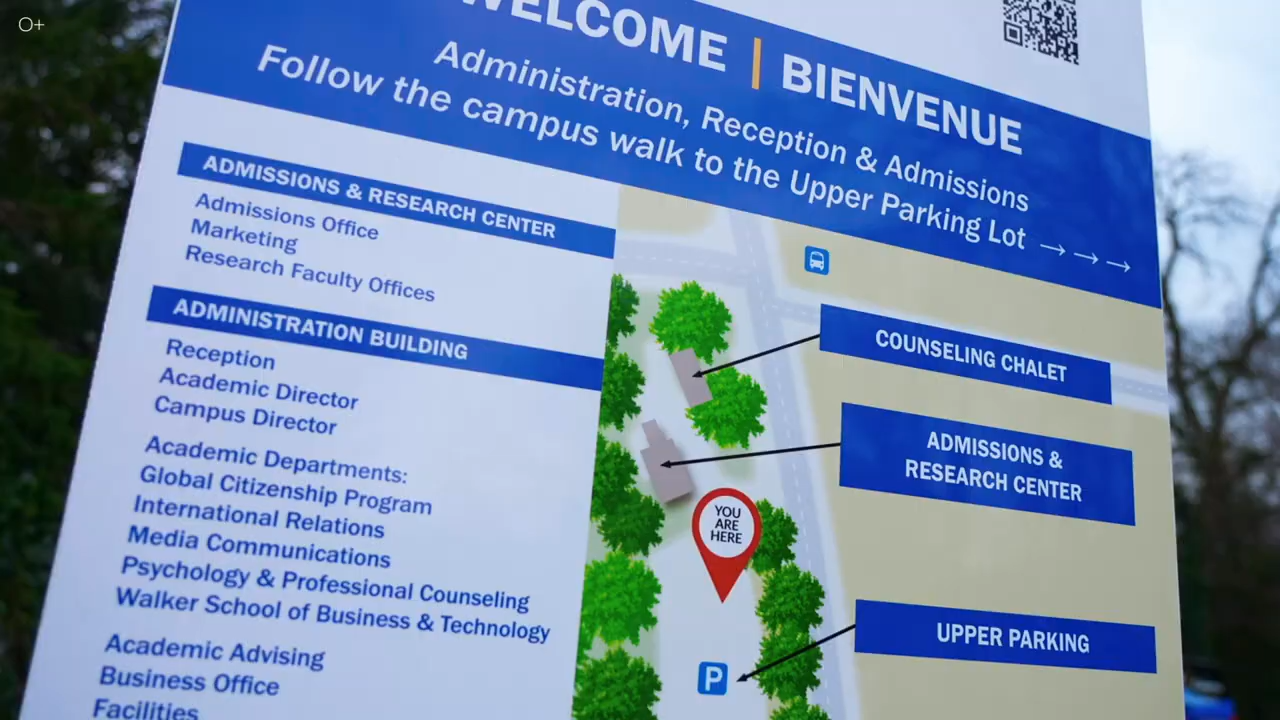 O+
WELCOME | BIENVENUE
Administration, Reception & Admissions
Follow the campus walk to the Upper Parking Lot → → →
ADMISSIONS & RESEARCH CENTER
Admissions Office
Marketing
Research Faculty Offices
ADMINISTRATION BUILDING
Reception
Academic Director
Campus Director
Academic Departments:
Global Citizenship Program
International Relations
Media Communications
Psychology & Professional Counseling
Walker School of Business & Technology
Academic Advising
Business Office
Facilities
COUNSELING CHALET
ADMISSIONS &
RESEARCH CENTER
YOU
ARE
HERE
UPPER PARKING
P